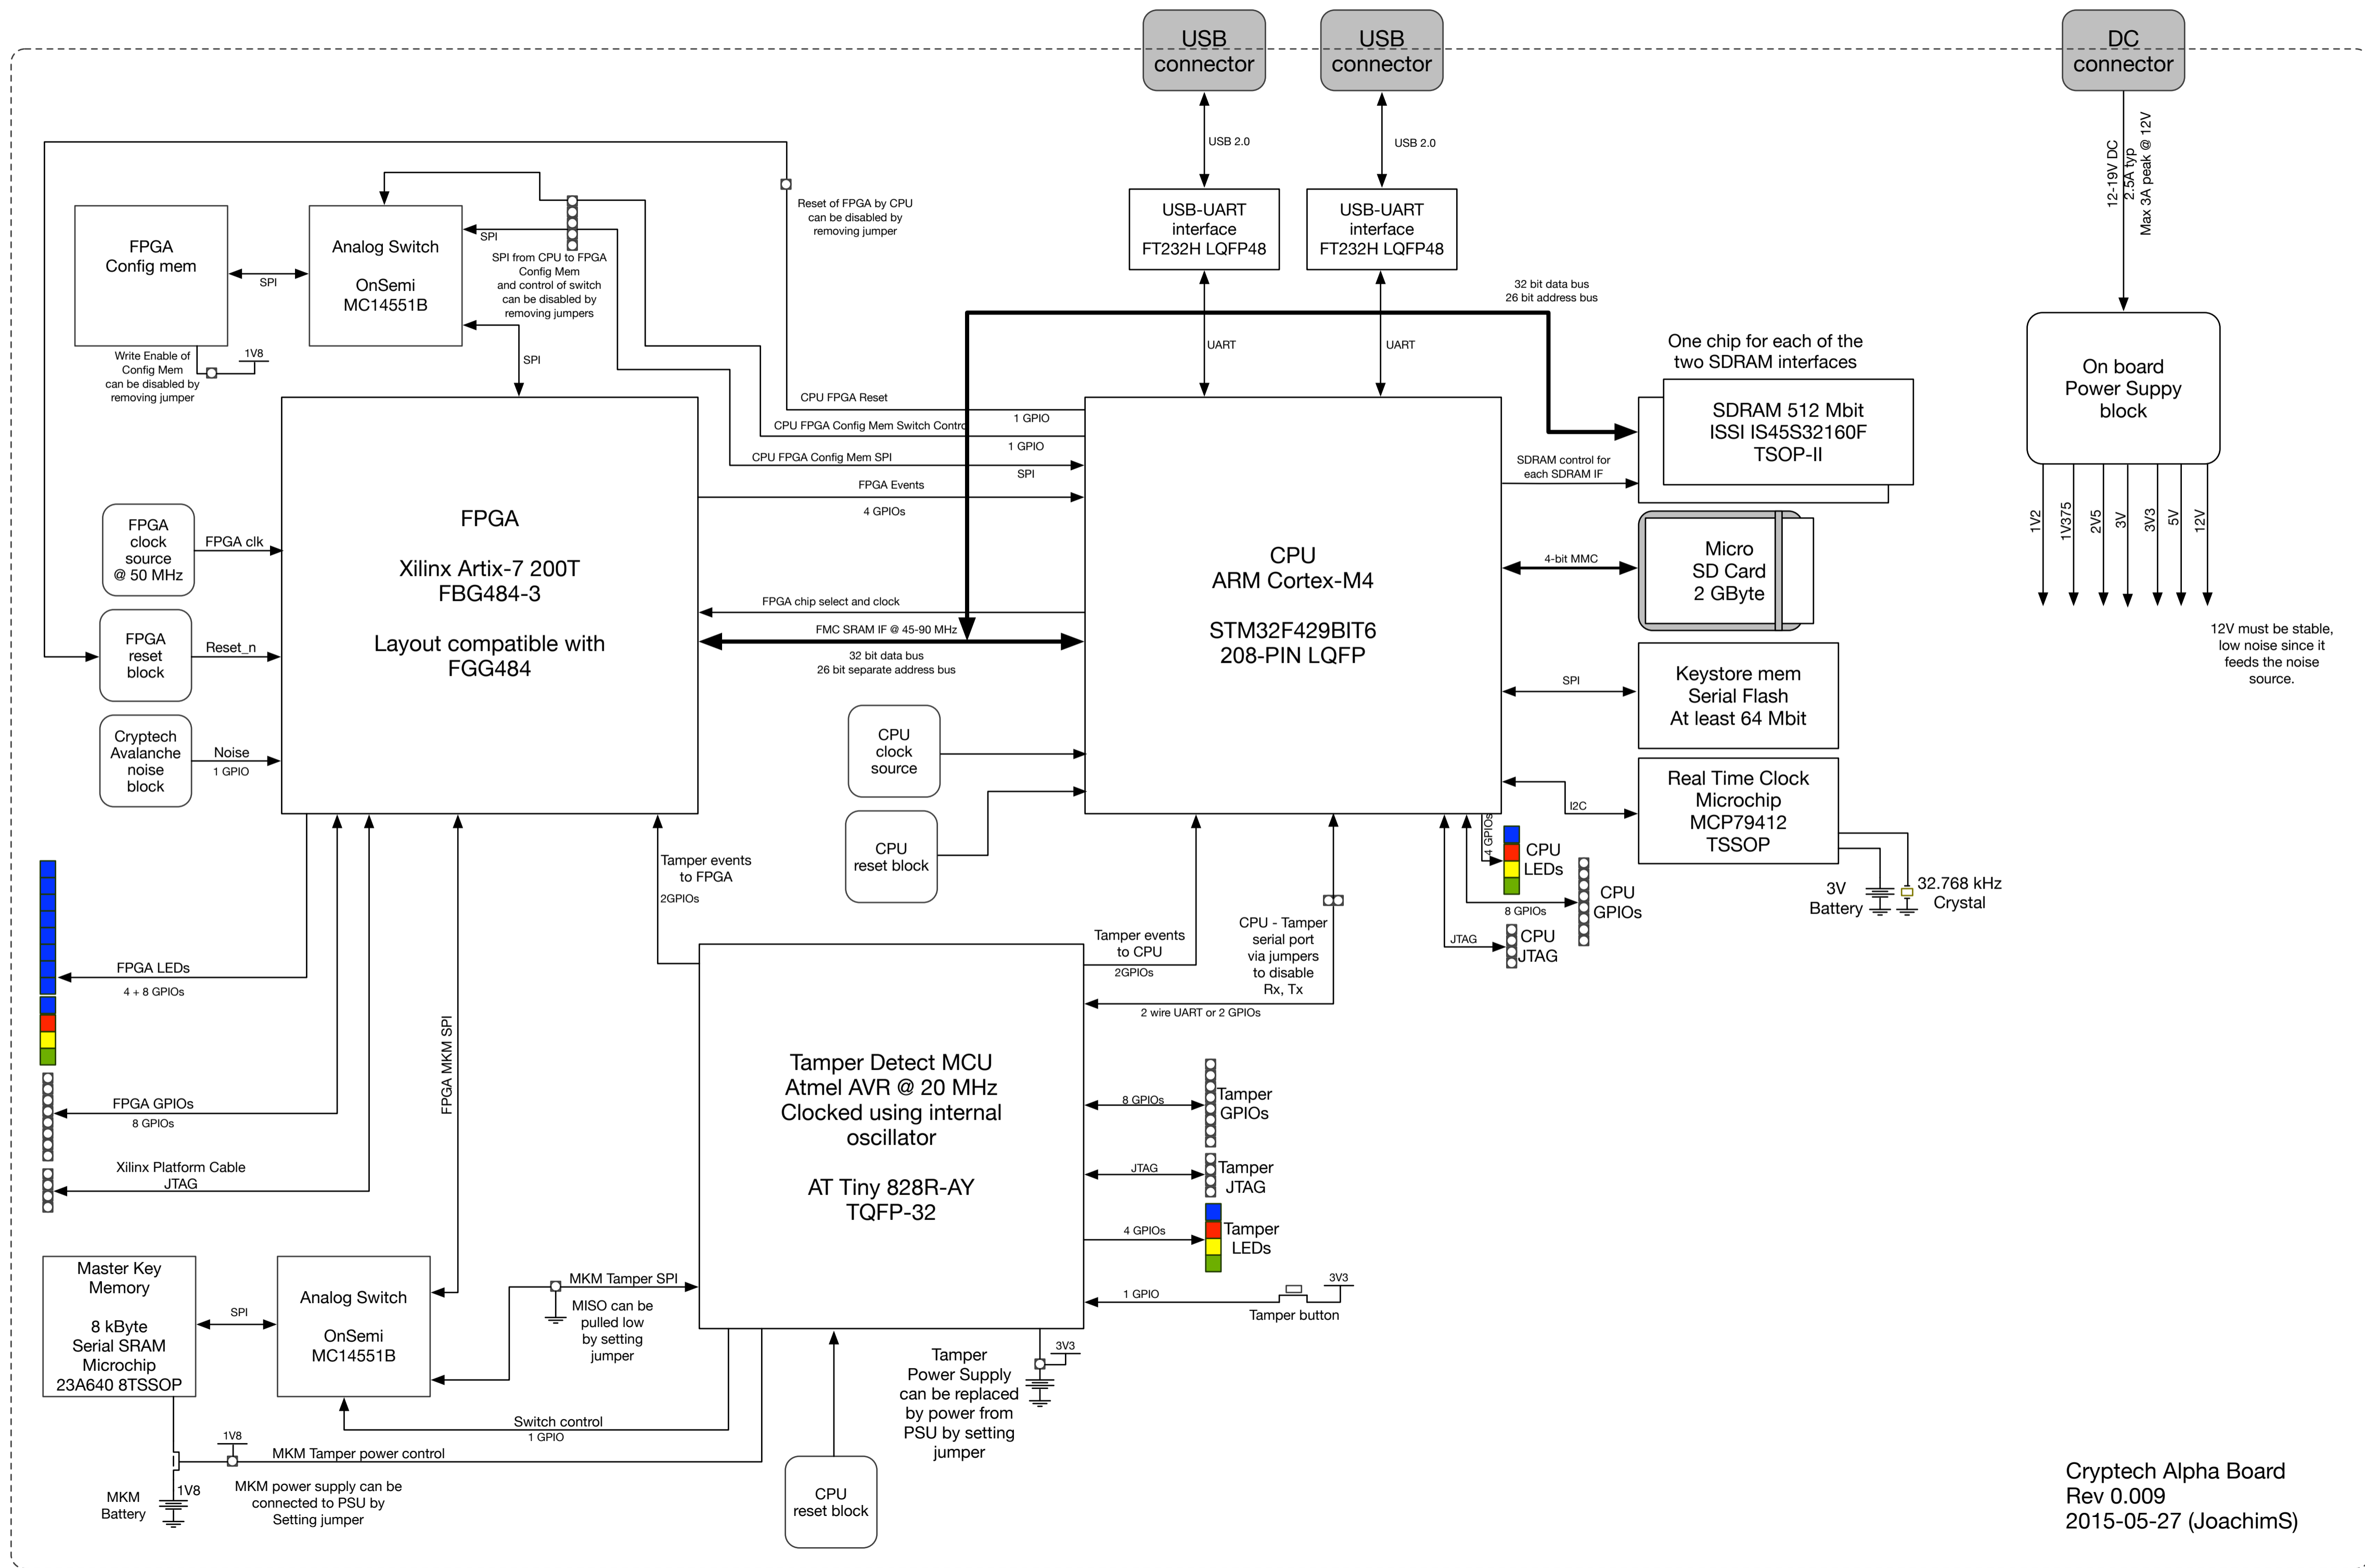 USB
connector
USB
connector
DC
connector
USB 2.0
USB 2.0
12-19V DC
2.5A typ
Max 3A peak @ 12V
Reset of FPGA by CPU
can be disabled by
removing jumper
USB-UART
interface
FT232H LQFP48
USB-UART
interface
FT232H LQFP48
FPGA
Config mem
SPI
Analog Switch
OnSemi
MC14551B
SPI
SPI from CPU to FPGA
Config Mem
and control of switch
can be disabled by
removing jumpers
SPI
Write Enable of
Config Mem
can be disabled by
removing jumper
1V8
32 bit data bus
26 bit address bus
UART
UART
One chip for each of the
two SDRAM interfaces
SDRAM 512 Mbit
ISSI IS45S32160F
TSOP-II
On board
Power Suppy
block
CPU FPGA Reset
1 GPIO
CPU FPGA Config Mem Switch Contro
1 GPIO
CPU FPGA Config Mem SPI
SPI
FPGA Events
4 GPIOs
SDRAM control for
each SDRAM IF
1V2
1V375
2V5
3V
3V3
5V
12V
12V must be stable,
low noise since it
feeds the noise
source.
FPGA
clock
source
@ 50 MHz
FPGA clk
FPGA
Xilinx Artix-7 200T
FBG484-3
Layout compatible with
FGG484
CPU
ARM Cortex-M4
STM32F429BIT6
208-PIN LQFP
4-bit MMC
Micro
SD Card
2 GByte
FPGA chip select and clock
FMC SRAM IF @ 45-90 MHz
32 bit data bus
26 bit separate address bus
FPGA
reset
block
Reset_n
SPI
Keystore mem
Serial Flash
At least 64 Mbit
Cryptech
Avalanche
noise
block
Noise
1 GPIO
CPU
clock
source
CPU
reset block
I2C
Real Time Clock
Microchip
MCP79412
TSSOP
3V
Battery
32.768 kHz
Crystal
4 GPIOs
CPU
LEDs
8 GPIOs
CPU
GPIOs
JTAG
CPU
JTAG
Tamper events
to FPGA
2GPIOs
Tamper events
to CPU
2GPIOs
CPU - Tamper
serial port
via jumpers
to disable
Rx, Tx
2 wire UART or 2 GPIOs
FPGA LEDs
4 + 8 GPIOs
FPGA GPIOs
8 GPIOs
Xilinx Platform Cable
JTAG
FPGA MKM SPI
Tamper Detect MCU
Atmel AVR @ 20 MHz
Clocked using internal
oscillator
AT Tiny 828R-AY
TQFP-32
8 GPIOs
Tamper
GPIOs
JTAG
Tamper
JTAG
4 GPIOs
Tamper
LEDs
1 GPIO
3V3
Tamper button
Master Key
Memory
8 kByte
Serial SRAM
Microchip
23A640 8TSSOP
SPI
Analog Switch
OnSemi
MC14551B
MKM Tamper SPI
MISO can be
pulled low
by setting
jumper
3V3
Tamper
Power Supply
can be replaced
by power from
PSU by setting
jumper
Switch control
1 GPIO
1V8
MKM Tamper power control
MKM power supply can be
connected to PSU by
Setting jumper
1V8
MKM
Battery
CPU
reset block
Cryptech Alpha Board
Rev 0.009
2015-05-27 (JoachimS)